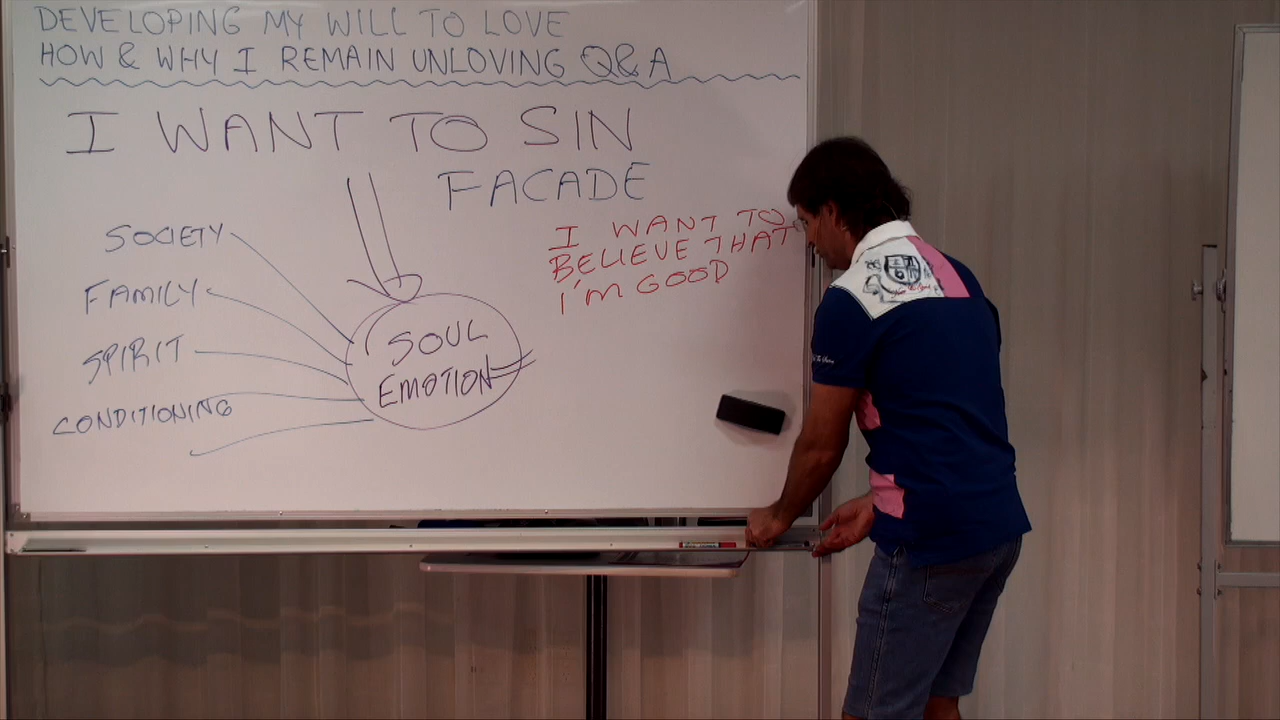 DEVELOPING MY WILL TO LOVE
HOW & WHY I REMAIN UNLOVING Q&A
I WANT TO SIN
FACADE
SOCIETY
FAMILY
SPIRIT
CONDITIONING
SOUL
EMOTION
I WANT TO
BELIEVE THAT
I'M GOOD